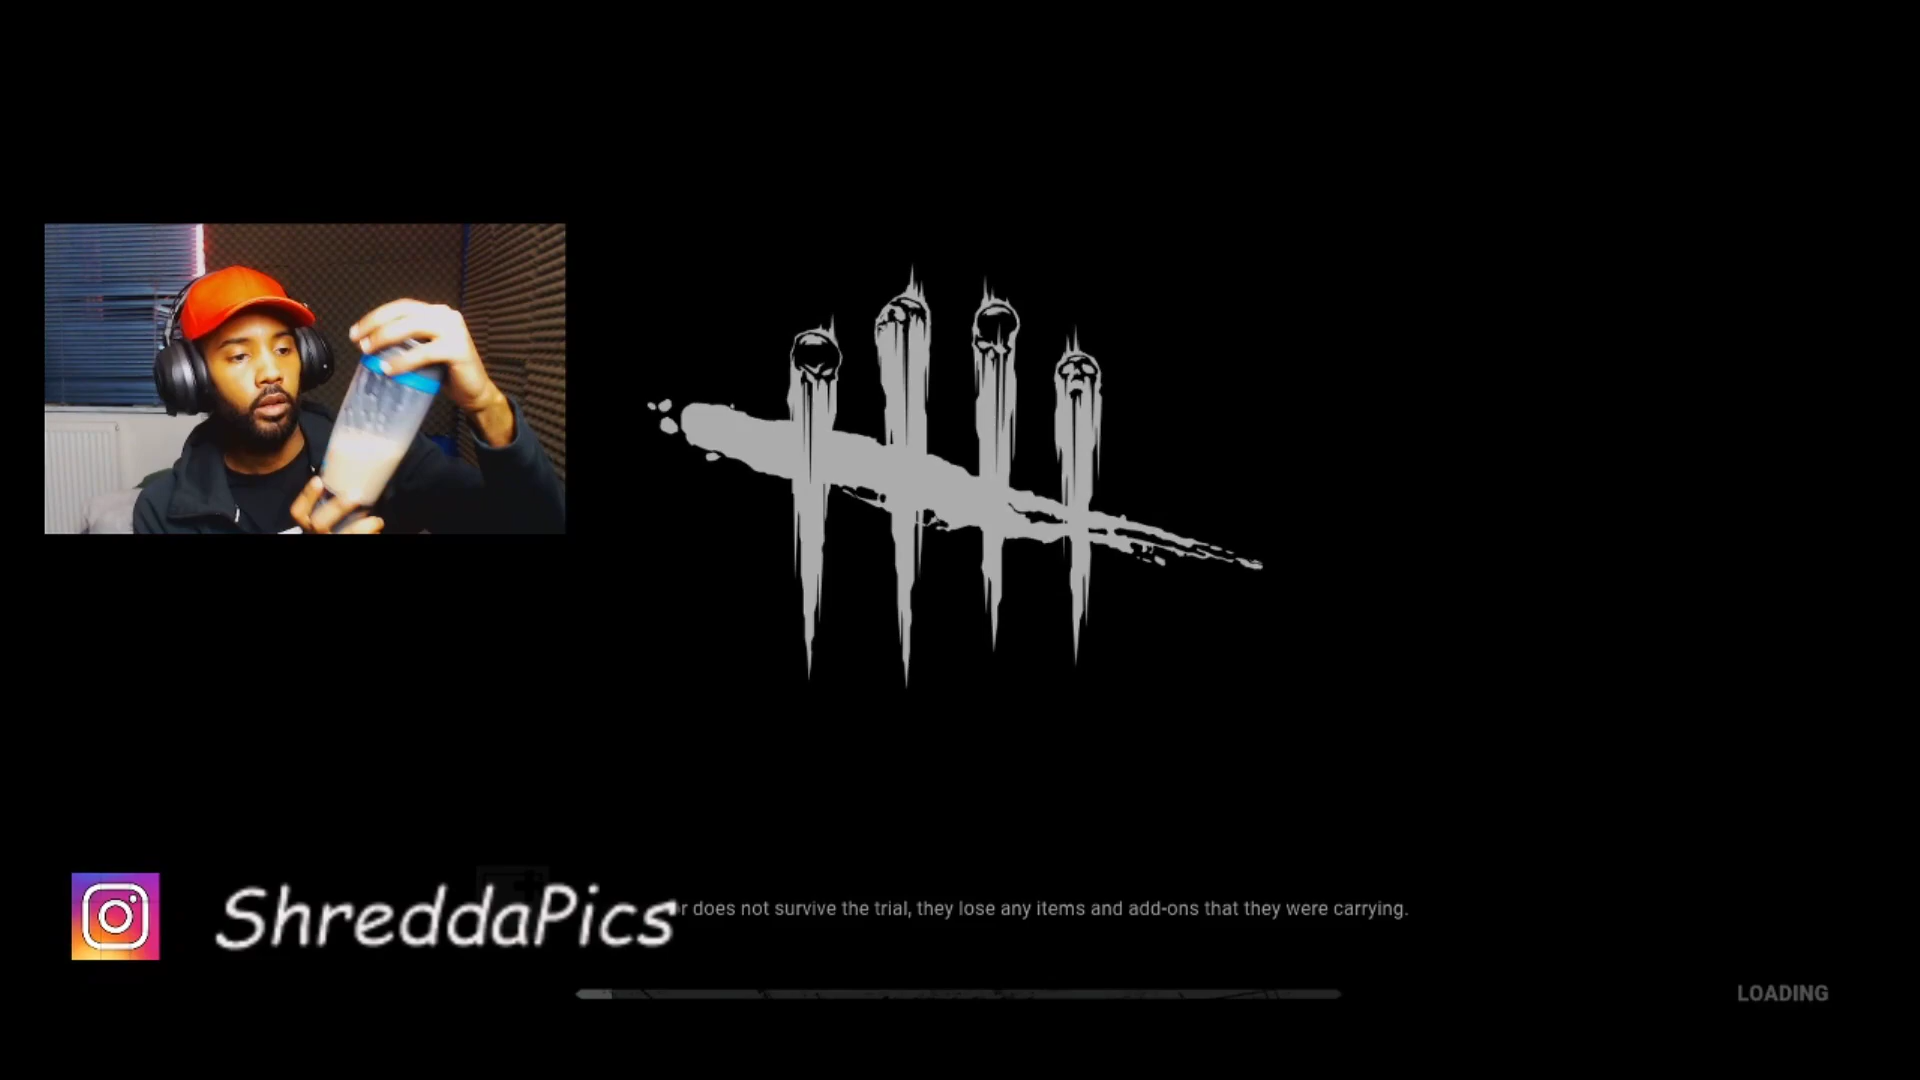 ShreddaPics
does not survive the trial, they lose any items and add-ons that they were carrying.
LOADING